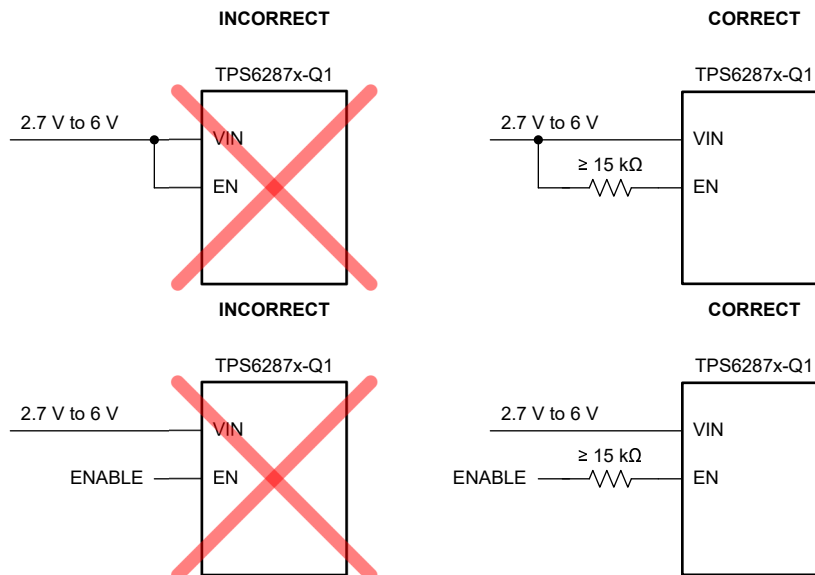 INCORRECT
CORRECT
TPS6287x-Q1
TPS6287x-Q1
2.7 V to 6 V
VIN
EN
2.7 V to 6 V
≥ 15 kΩ
VIN
EN
INCORRECT
CORRECT
TPS6287x-Q1
TPS6287x-Q1
2.7 V to 6 V
VIN
ENABLE
EN
2.7 V to 6 V
VIN
≥ 15 kΩ
ENABLE
EN